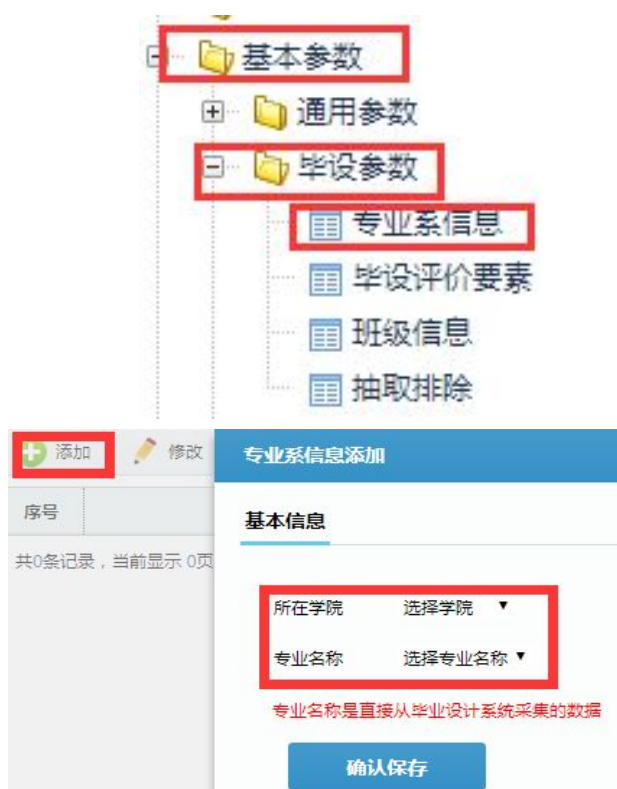 基本参数
通用参数
毕设参数
专业系信息
毕设评价要素
班级信息
抽取排除
添加 修改 专业系信息添加
序号 基本信息
共0条记录，当前显示 0页
所在学院 选择学院 ▼
专业名称 选择专业名称 ▼
专业名称是直接从毕业设计系统采集的数据
确认保存